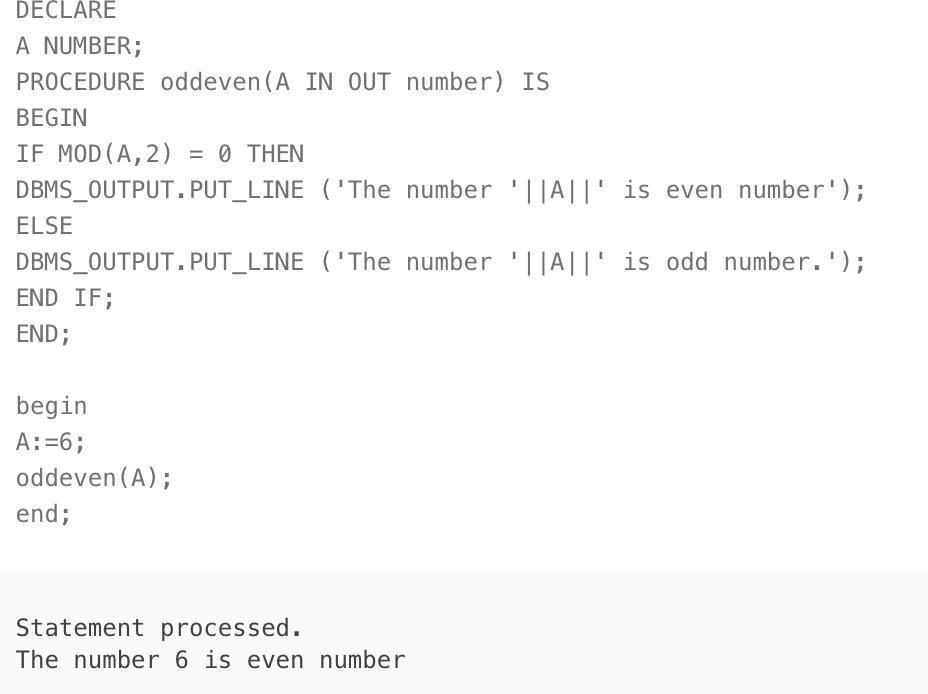 DECLARE
A NUMBER;
PROCEDURE oddeven(A IN OUT number) IS
BEGIN
IF MOD(A,2) = 0 THEN
DBMS_OUTPUT.PUT_LINE ('The number '||A||' is even number');
ELSE
DBMS_OUTPUT.PUT_LINE ('The number '||A||' is odd number.');
END IF;
END;
begin
A:=6;
oddeven(A);
end;
Statement processed.
The number 6 is even number